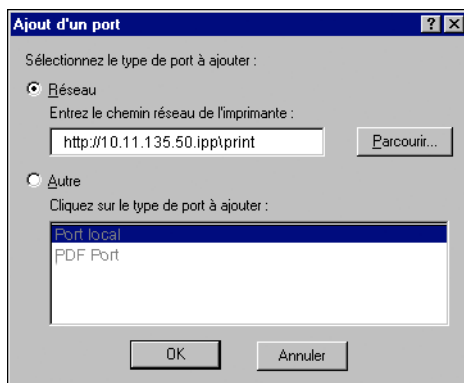 Ajout d'un port
Sélectionnez le type de port à ajouter :
Réseau
Entrez le chemin réseau de l'imprimante :
http://10.11.135.50.ipp\print
Parcourir...
Autre
Cliquez sur le type de port à ajouter :
Port local
PDF Port
OK
Annuler